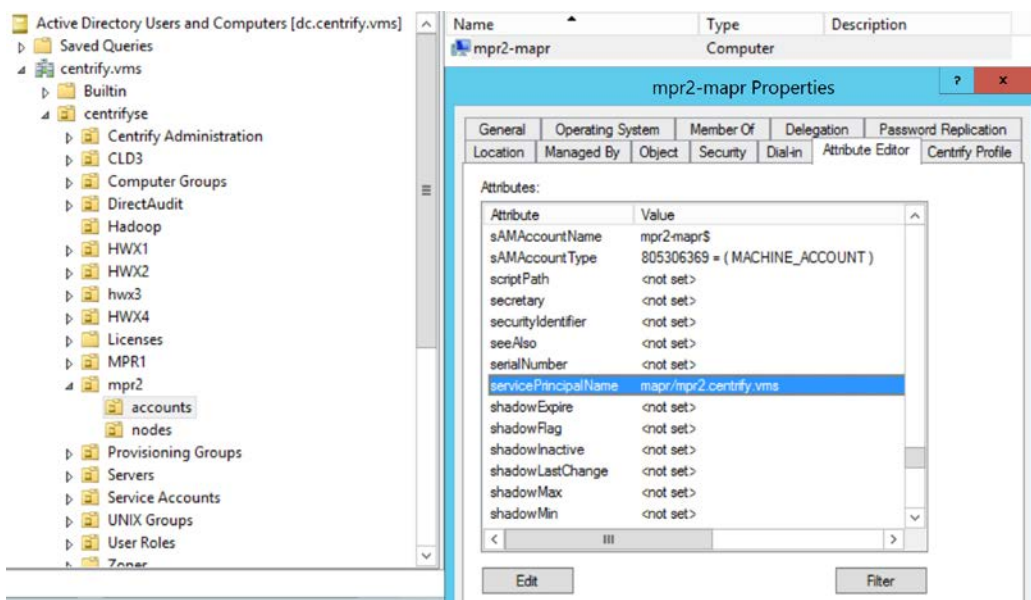 Active Directory Users and Computers [dc.centrify.vms]
Saved Queries
centrify.vms
Builtin
centrifyse
Centrify Administration
CLD3
Computer Groups
DirectAudit
Hadoop
HWX1
HWX2
hwx3
HWX4
Licenses
MPR1
mpr2
accounts
nodes
Provisioning Groups
Servers
Service Accounts
UNIX Groups
User Roles
Zones
Name Type Description
mpr2-mapr Computer
mpr2-mapr Properties ? x
General Operating System Member Of Delegation Password Replication
Location Managed By Object Security Dial-in Attribute Editor Centrify Profile
Attributes:
Attribute Value
sAMAccountName mpr2-mapr$
sAMAccountType 805306369 = ( MACHINE_ACCOUNT )
scriptPath <not set>
secretary <not set>
securityIdentifier <not set>
seeAlso <not set>
serialNumber <not set>
servicePrincipalName mapr/mpr2.centrify.vms
shadowExpire <not set>
shadowFlag <not set>
shadowInactive <not set>
shadowLastChange <not set>
shadowMax <not set>
shadowMin <not set>
Edit Filter